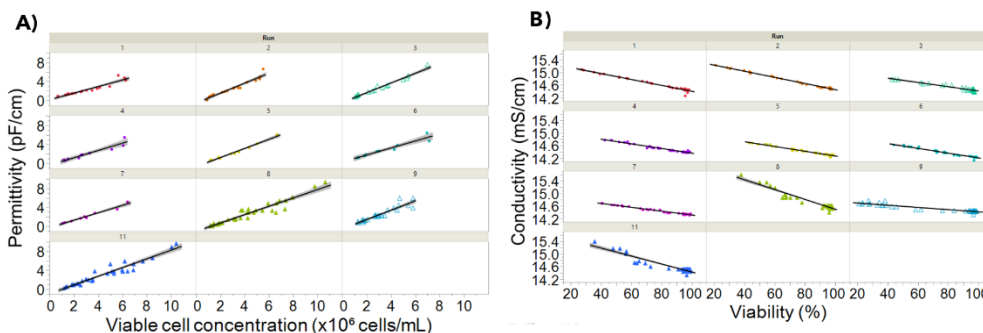 A)
Run
1 2 3
8
4
0
4 5 6
8
4
0
7 8 9
8
4
0
11
8
4
0
0 2 4 6 8 10 0 2 4 6 8 10 0 2 4 6 8 10
Permittivity (pF/cm)
Viable cell concentration (x10⁶ cells/mL)
B)
Run
1 2 3
15.4
15.0
14.6
14.2
4 5 6
15.4
15.0
14.6
14.2
7 8 9
15.4
15.0
14.6
14.2
11
15.4
15.0
14.6
14.2
20 40 60 80 100 20 40 60 80 100 20 40 60 80 100
Conductivity (mS/cm)
Viability (%)